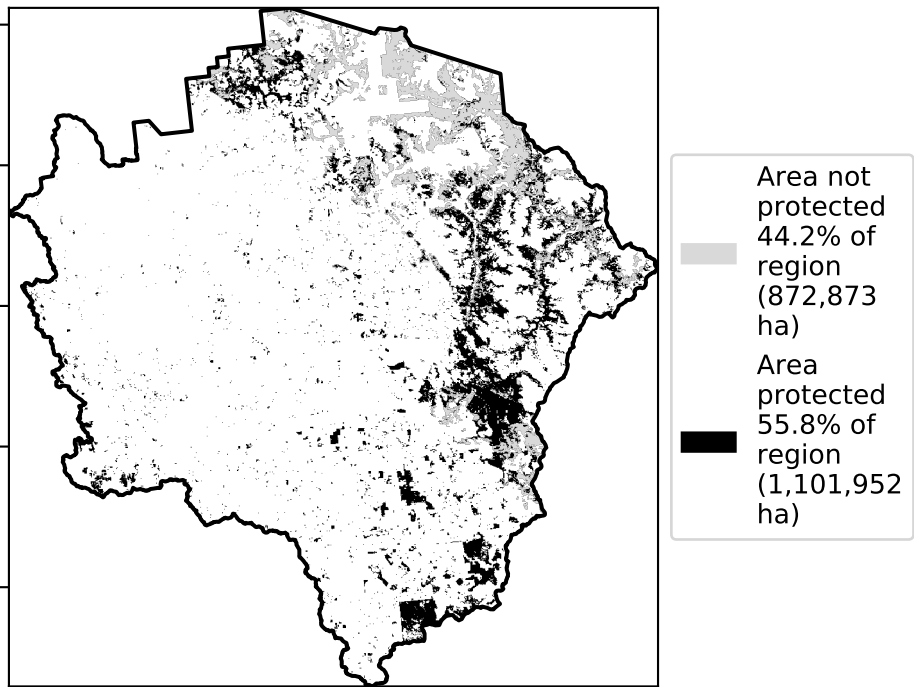 Area not
protected
44.2% of
region
(872,873
ha)
Area
protected
55.8% of
region
(1,101,952
ha)